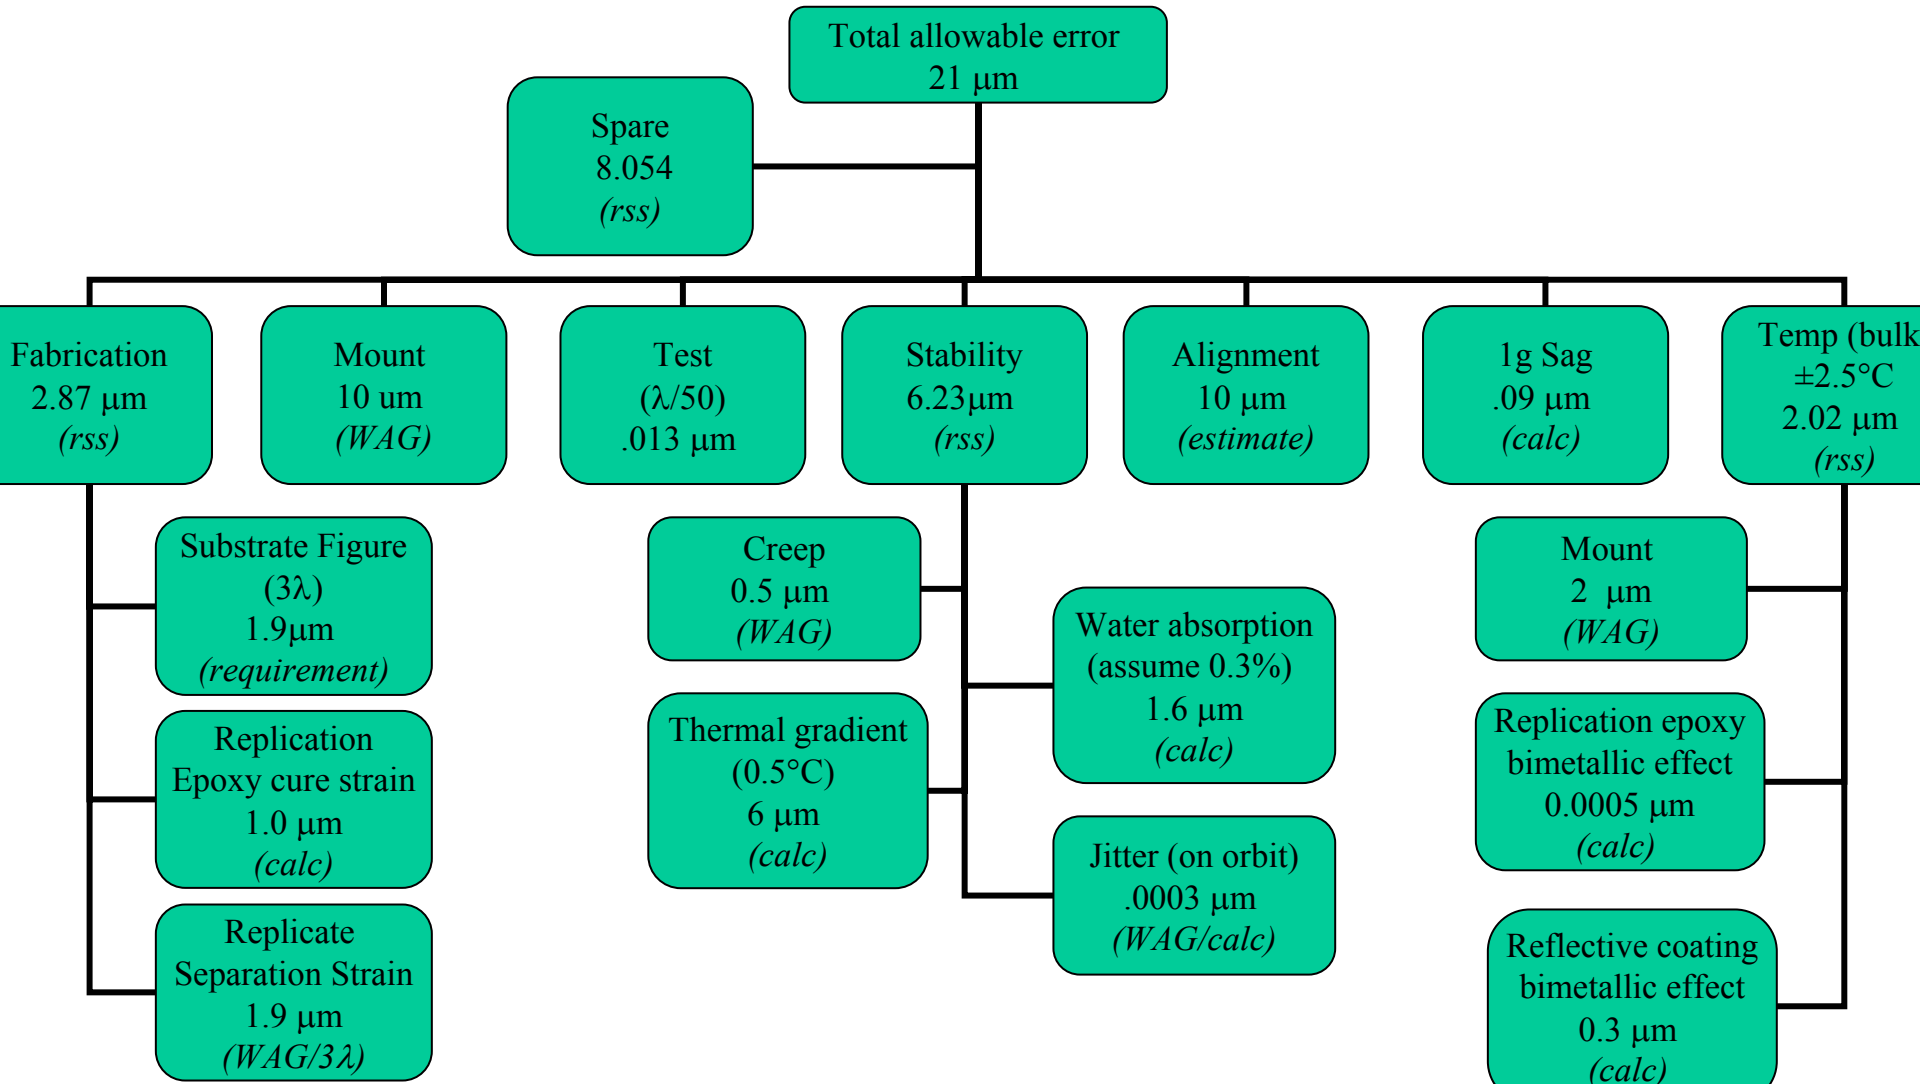 Total allowable error
21 μm
Spare
8.054
(rss)
Fabrication
2.87 μm
(rss)
Mount
10 um
(WAG)
Test
(λ/50)
.013 μm
Stability
6.23μm
(rss)
Alignment
10 μm
(estimate)
1g Sag
.09 μm
(calc)
Temp (bulk
±2.5°C
2.02 μm
(rss)
Substrate Figure
(3λ)
1.9μm
(requirement)
Replication
Epoxy cure strain
1.0 μm
(calc)
Replicate
Separation Strain
1.9 μm
(WAG/3λ)
Creep
0.5 μm
(WAG)
Thermal gradient
(0.5°C)
6 μm
(calc)
Water absorption
(assume 0.3%)
1.6 μm
(calc)
Jitter (on orbit)
.0003 μm
(WAG/calc)
Mount
2 μm
(WAG)
Replication epoxy
bimetallic effect
0.0005 μm
(calc)
Reflective coating
bimetallic effect
0.3 μm
(calc)